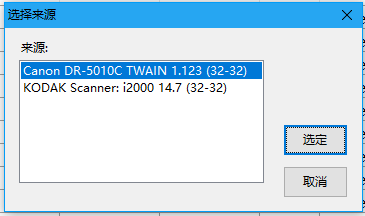 选择来源
来源:
Canon DR-5010C TWAIN 1.123 (32-32)
KODAK Scanner: i2000 14.7 (32-32)
选定
取消